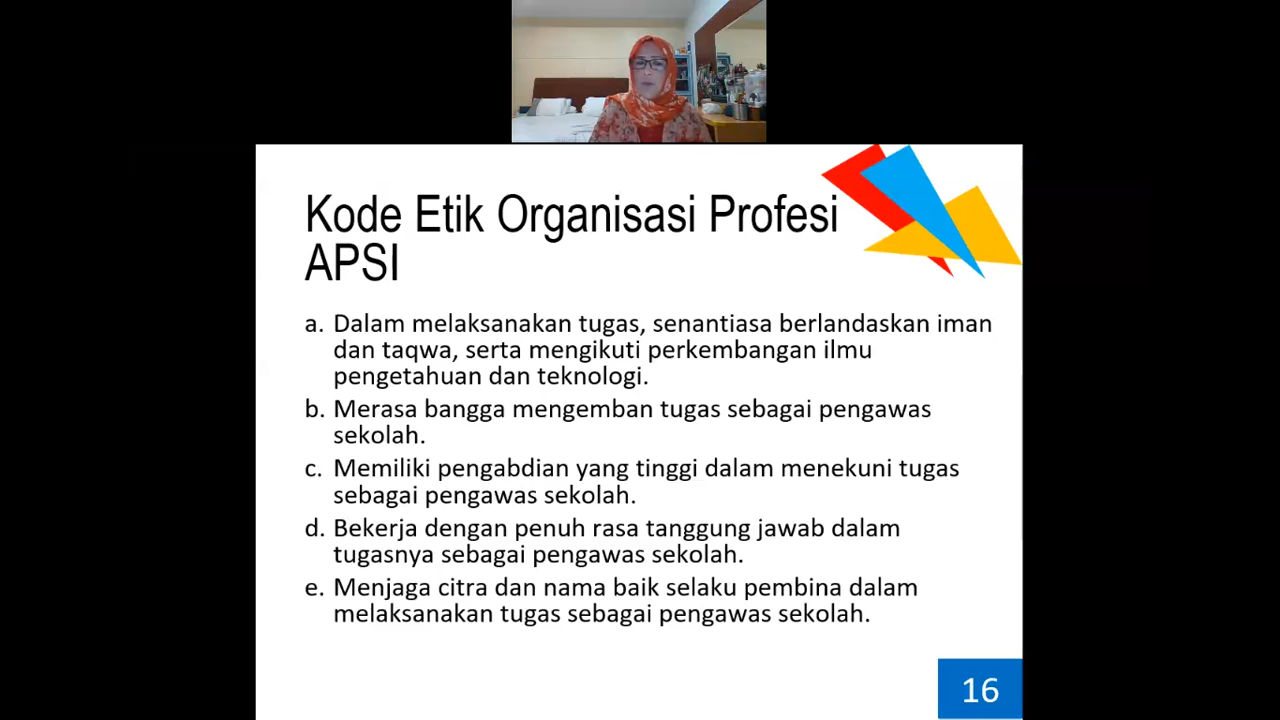 Kode Etik Organisasi Profesi
APSI
a. Dalam melaksanakan tugas, senantiasa berlandaskan iman
dan taqwa, serta mengikuti perkembangan ilmu
pengetahuan dan teknologi.
b. Merasa bangga mengemban tugas sebagai pengawas
sekolah.
c. Memiliki pengabdian yang tinggi dalam menekuni tugas
sebagai pengawas sekolah.
d. Bekerja dengan penuh rasa tanggung jawab dalam
tugasnya sebagai pengawas sekolah.
e. Menjaga citra dan nama baik selaku pembina dalam
melaksanakan tugas sebagai pengawas sekolah.
16